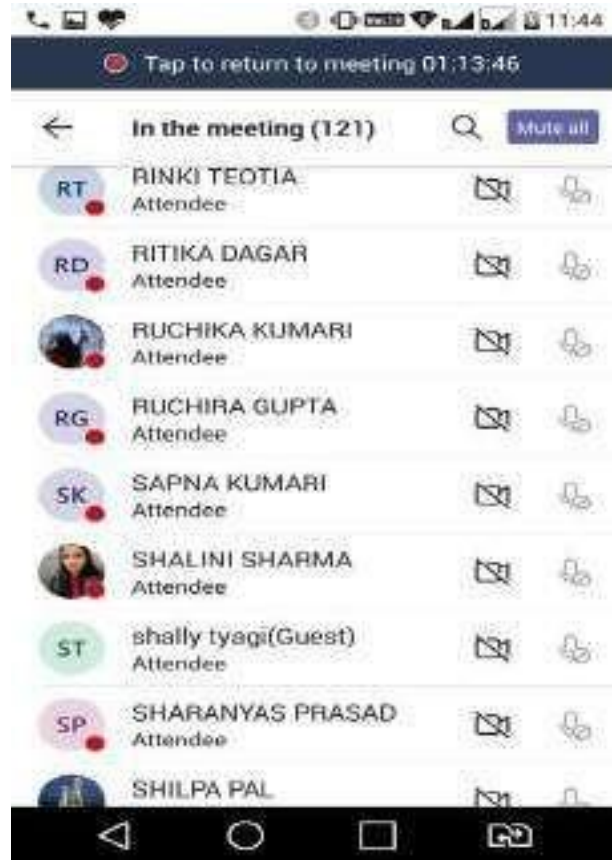 11:44
Tap to return to meeting 01:13:46
In the meeting (121)
Mute all
RT
RINKI TEOTIA
Attendee
RD
RITIKA DAGAR
Attendee
RUCHIKA KUMARI
Attendee
RG
RUCHIRA GUPTA
Attendee
SK
SAPNA KUMARI
Attendee
SHALINI SHARMA
Attendee
ST
shally tyagi(Guest)
Attendee
SP
SHARANYAS PRASAD
Attendee
SHILPA PAL